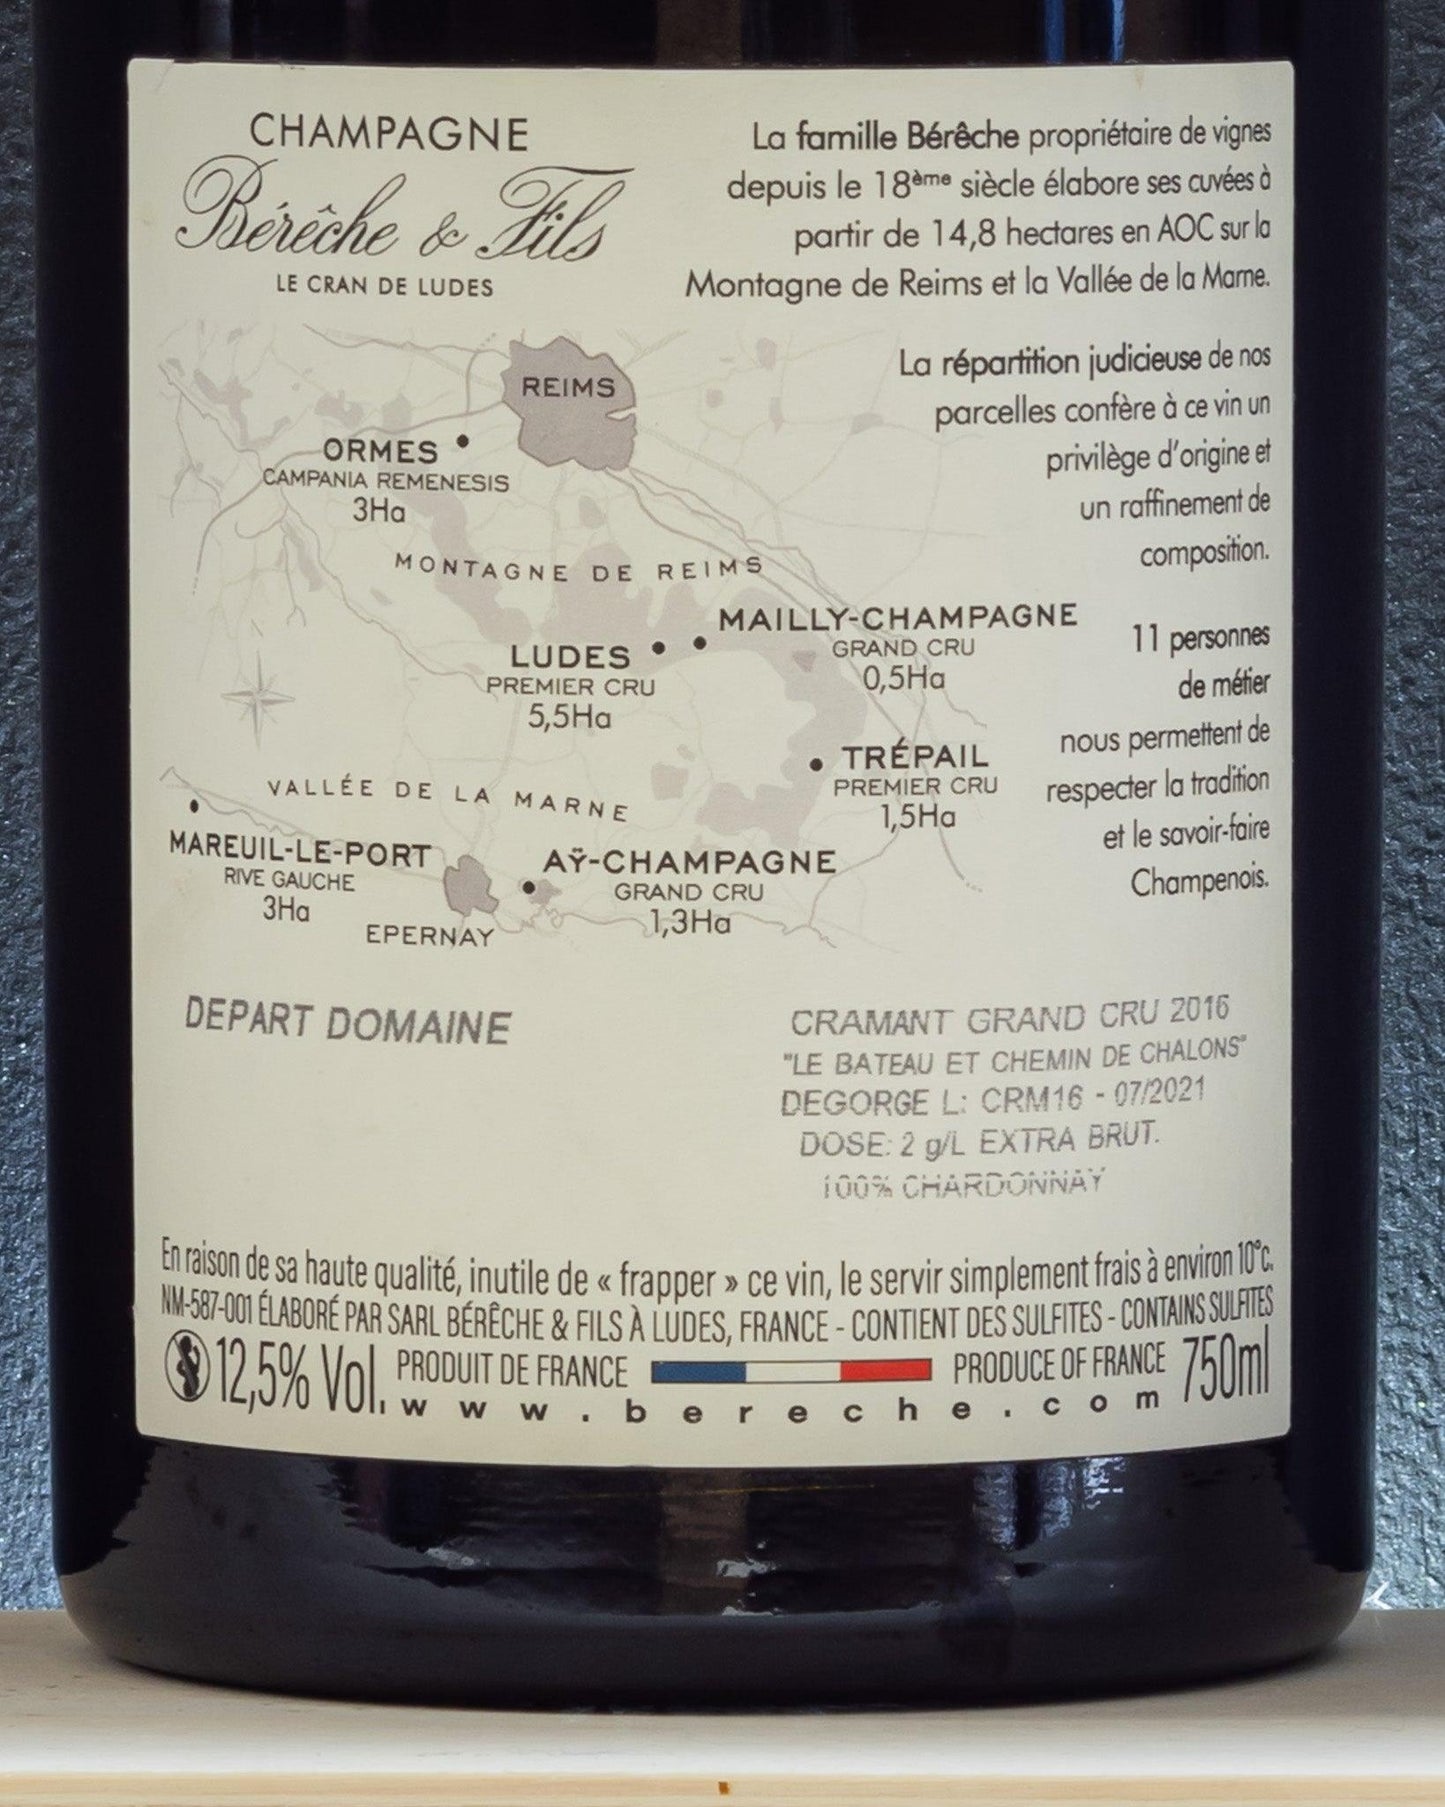 CHAMPAGNE
Bérêche & Fils
LE CRAN DE LUDES
La famille Bérêche propriétaire de vignes
depuis le 18ème siècle élabore ses cuvées à
partir de 14,8 hectares en AOC sur la
Montagne de Reims et la Vallée de la Marne.
La répartition judicieuse de nos
parcelles confère à ce vin un
privilège d'origine et
un raffinement de
composition.
11 personnes
de métier
nous permettent de
respecter la tradition
et le savoir-faire
Champenois.
REIMS
ORMES
CAMPANIA REMENESIS
3Ha
MONTAGNE DE REIMS
MAILLY-CHAMPAGNE
GRAND CRU
0,5Ha
LUDES
PREMIER CRU
5,5Ha
TRÉPAIL
PREMIER CRU
1,5Ha
VALLÉE DE LA MARNE
MAREUIL-LE-PORT
RIVE GAUCHE
3Ha
AŸ-CHAMPAGNE
GRAND CRU
1,3Ha
EPERNAY
DEPART DOMAINE
CRAMANT GRAND CRU 2016
"LE BATEAU ET CHEMIN DE CHALONS"
DEGORGE L: CRM16 - 07/2021
DOSE: 2 g/L EXTRA BRUT.
100% CHARDONNAY
En raison de sa haute qualité, inutile de « frapper » ce vin, le servir simplement frais à environ 10°c.
NM-587-001 ÉLABORÉ PAR SARL BÉRÊCHE & FILS À LUDES, FRANCE - CONTIENT DES SULFITES - CONTAINS SULFITES
12,5% Vol. PRODUIT DE FRANCE PRODUCE OF FRANCE 750ml
www.bereche.com